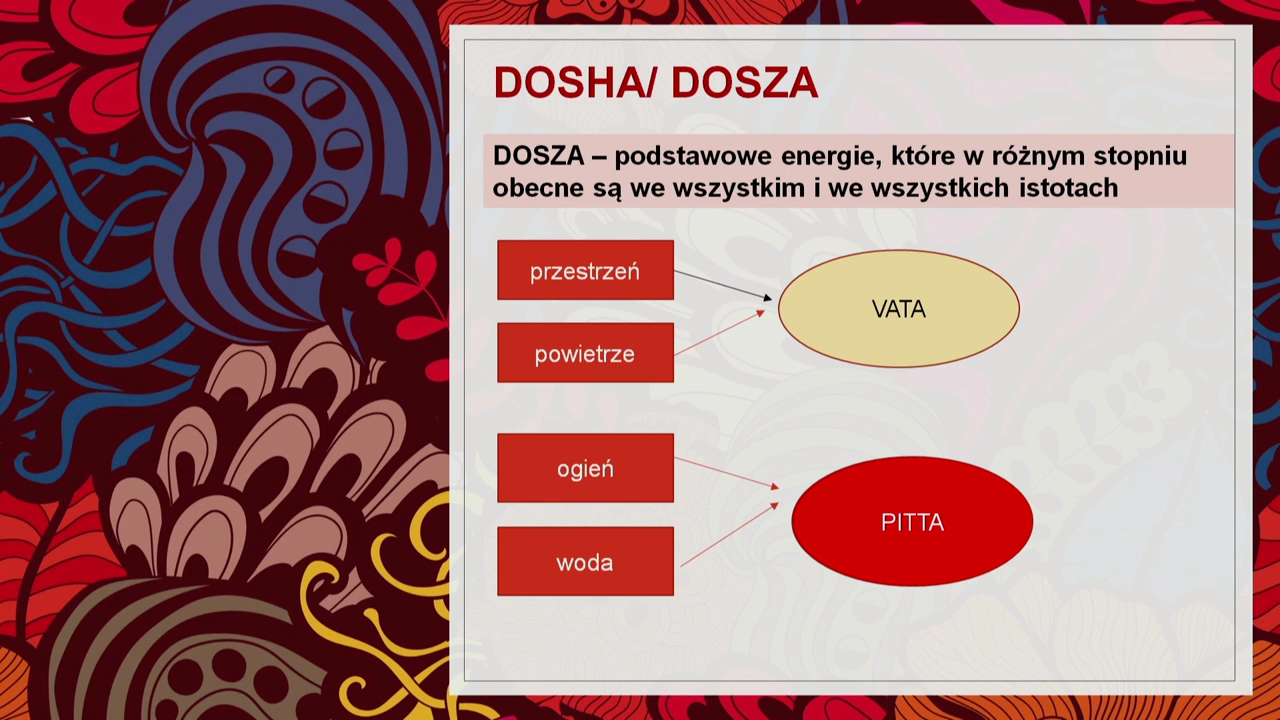 DOSHA/ DOSZA
DOSZA – podstawowe energie, które w różnym stopniu
obecne są we wszystkim i we wszystkich istotach
przestrzeń
powietrze
VATA
ogień
woda
PITTA